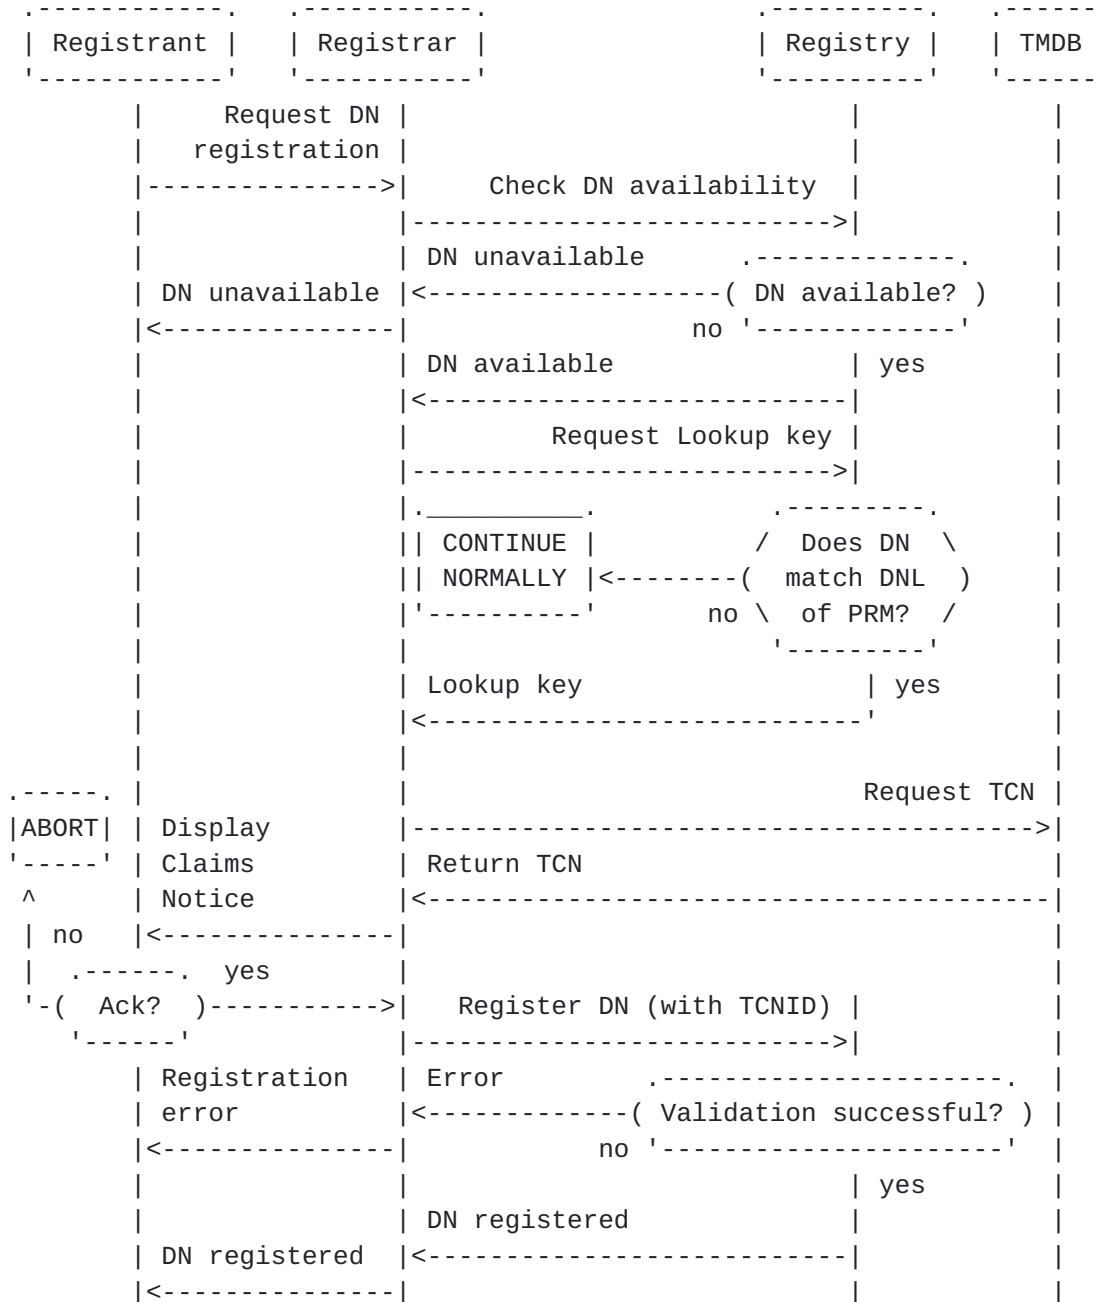 .------------.   .-----------.                  .----------.   .------
| Registrant |   | Registrar |                  | Registry |   | TMDB
'------------'   '-----------'                  '----------'   '------
       |     Request DN |                            |            |
       |   registration |                            |            |
       |--------------->|     Check DN availability  |            |
       |                |--------------------------->|            |
       |                | DN unavailable      .-------------.     |
       | DN unavailable |<-------------------( DN available? )    |
       |<---------------|                  no '-------------'     |
       |                | DN available               | yes        |
       |                |<---------------------------|            |
       |                |         Request Lookup key |            |
       |                |--------------------------->|            |
       |                |.__________.           .---------.       |
       |                || CONTINUE |          /  Does DN  \      |
       |                || NORMALLY |<--------(  match DNL  )     |
       |                |'----------'       no \  of PRM?  /      |
       |                |                       '---------'       |
       |                | Lookup key                 | yes        |
       |                |<----------------------------'           |
       |                |                                         |
.-----. |                |                             Request TCN |
|ABORT| | Display        |---------------------------------------->|
'-----' | Claims         | Return TCN                              |
 ^      | Notice         |<----------------------------------------|
 | no   |<---------------|                                         |
 |  .------.  yes        |                                         |
 '-(  Ack?  )----------->|   Register DN (with TCNID) |            |
    '------'             |--------------------------->|            |
        | Registration   | Error         .----------------------.  |
        | error          |<-------------( Validation successful? ) |
        |<---------------|            no '----------------------'  |
        |                |                            | yes        |
        |                | DN registered              |            |
        | DN registered  |<---------------------------|            |
        |<---------------|                            |            |